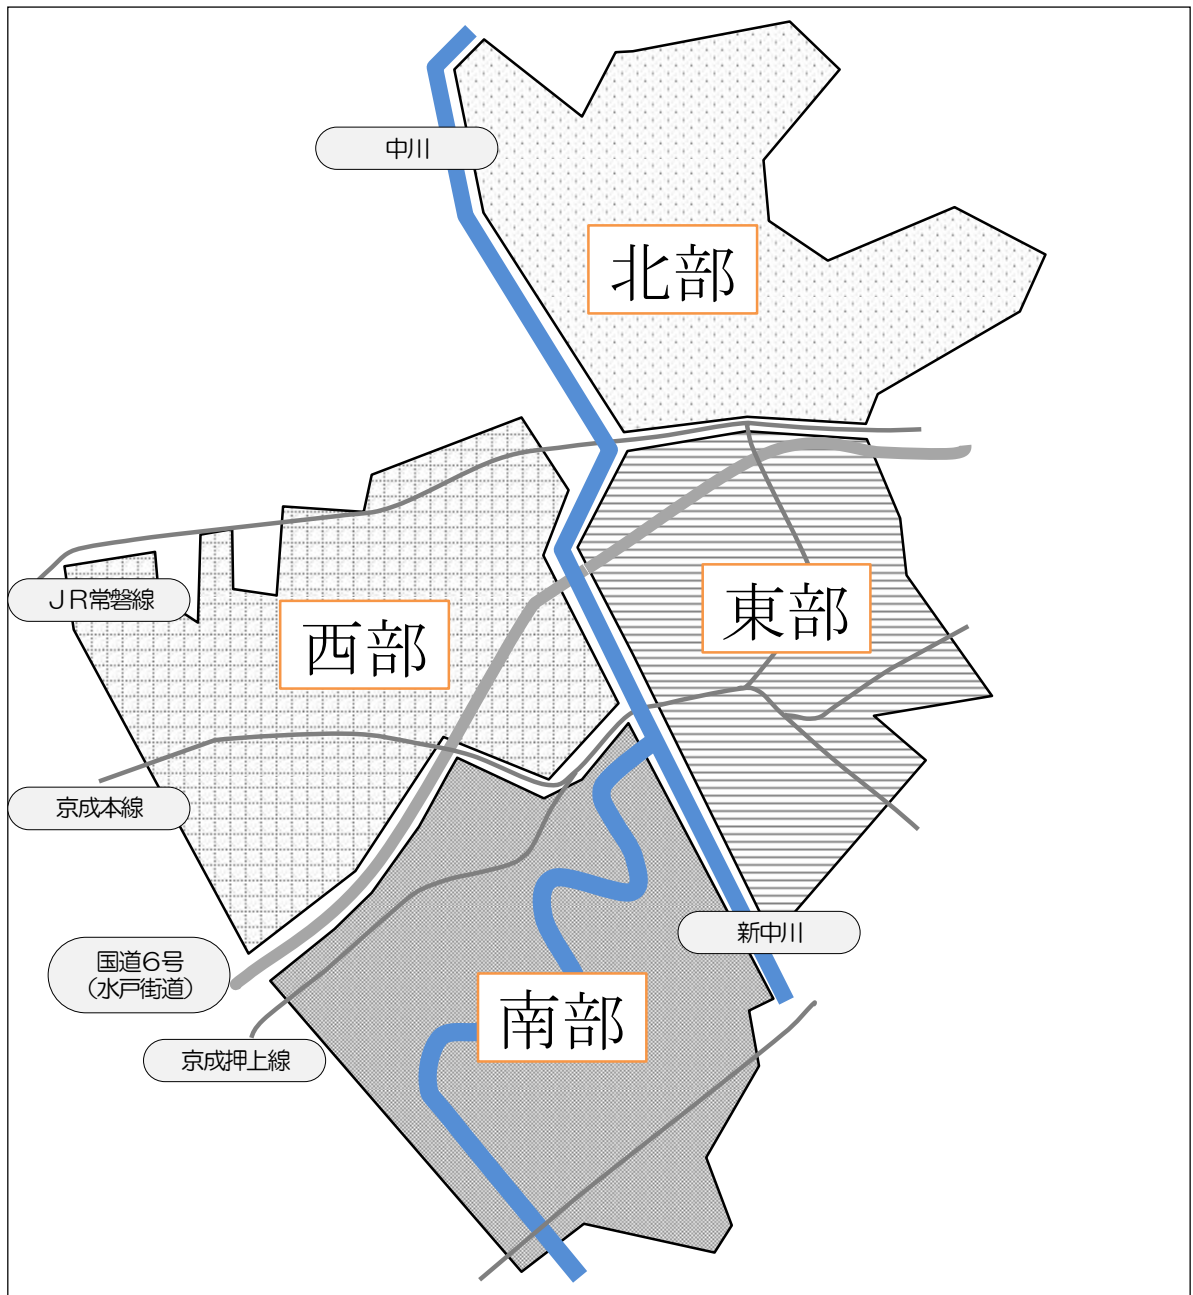 中川
北部
JR常磐線
西部
東部
京成本線
新中川
国道6号
（水戸街道）
南部
京成押上線